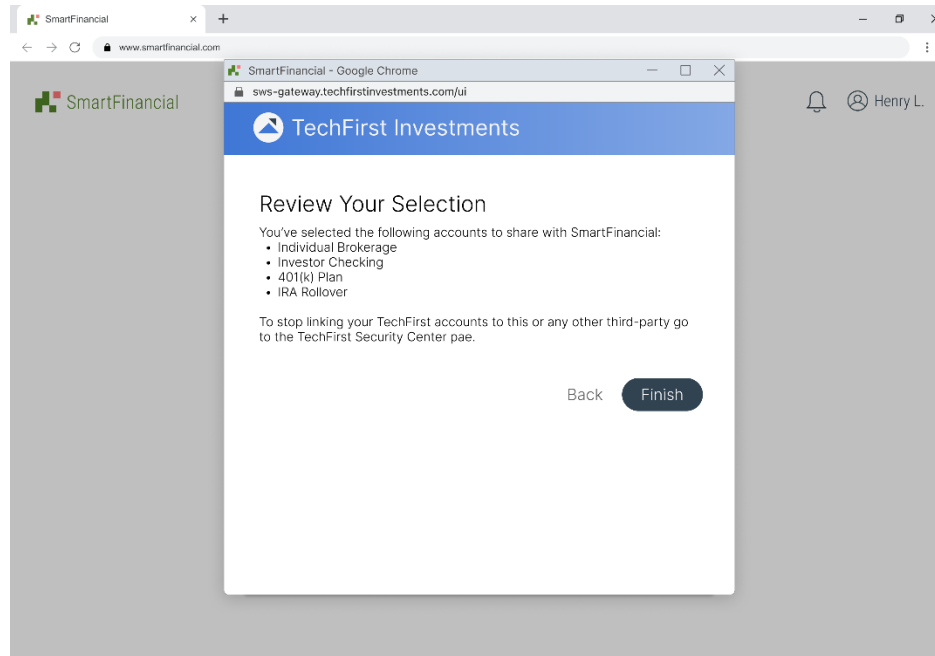 SmartFinancial
www.smartfinancial.com
SmartFinancial
Henry L.
SmartFinancial - Google Chrome
sws-gateway.techfirstinvestments.com/ui
TechFirst Investments
Review Your Selection
You've selected the following accounts to share with SmartFinancial:
• Individual Brokerage
• Investor Checking
• 401(k) Plan
• IRA Rollover
To stop linking your TechFirst accounts to this or any other third-party go
to the TechFirst Security Center pae.
Back
Finish